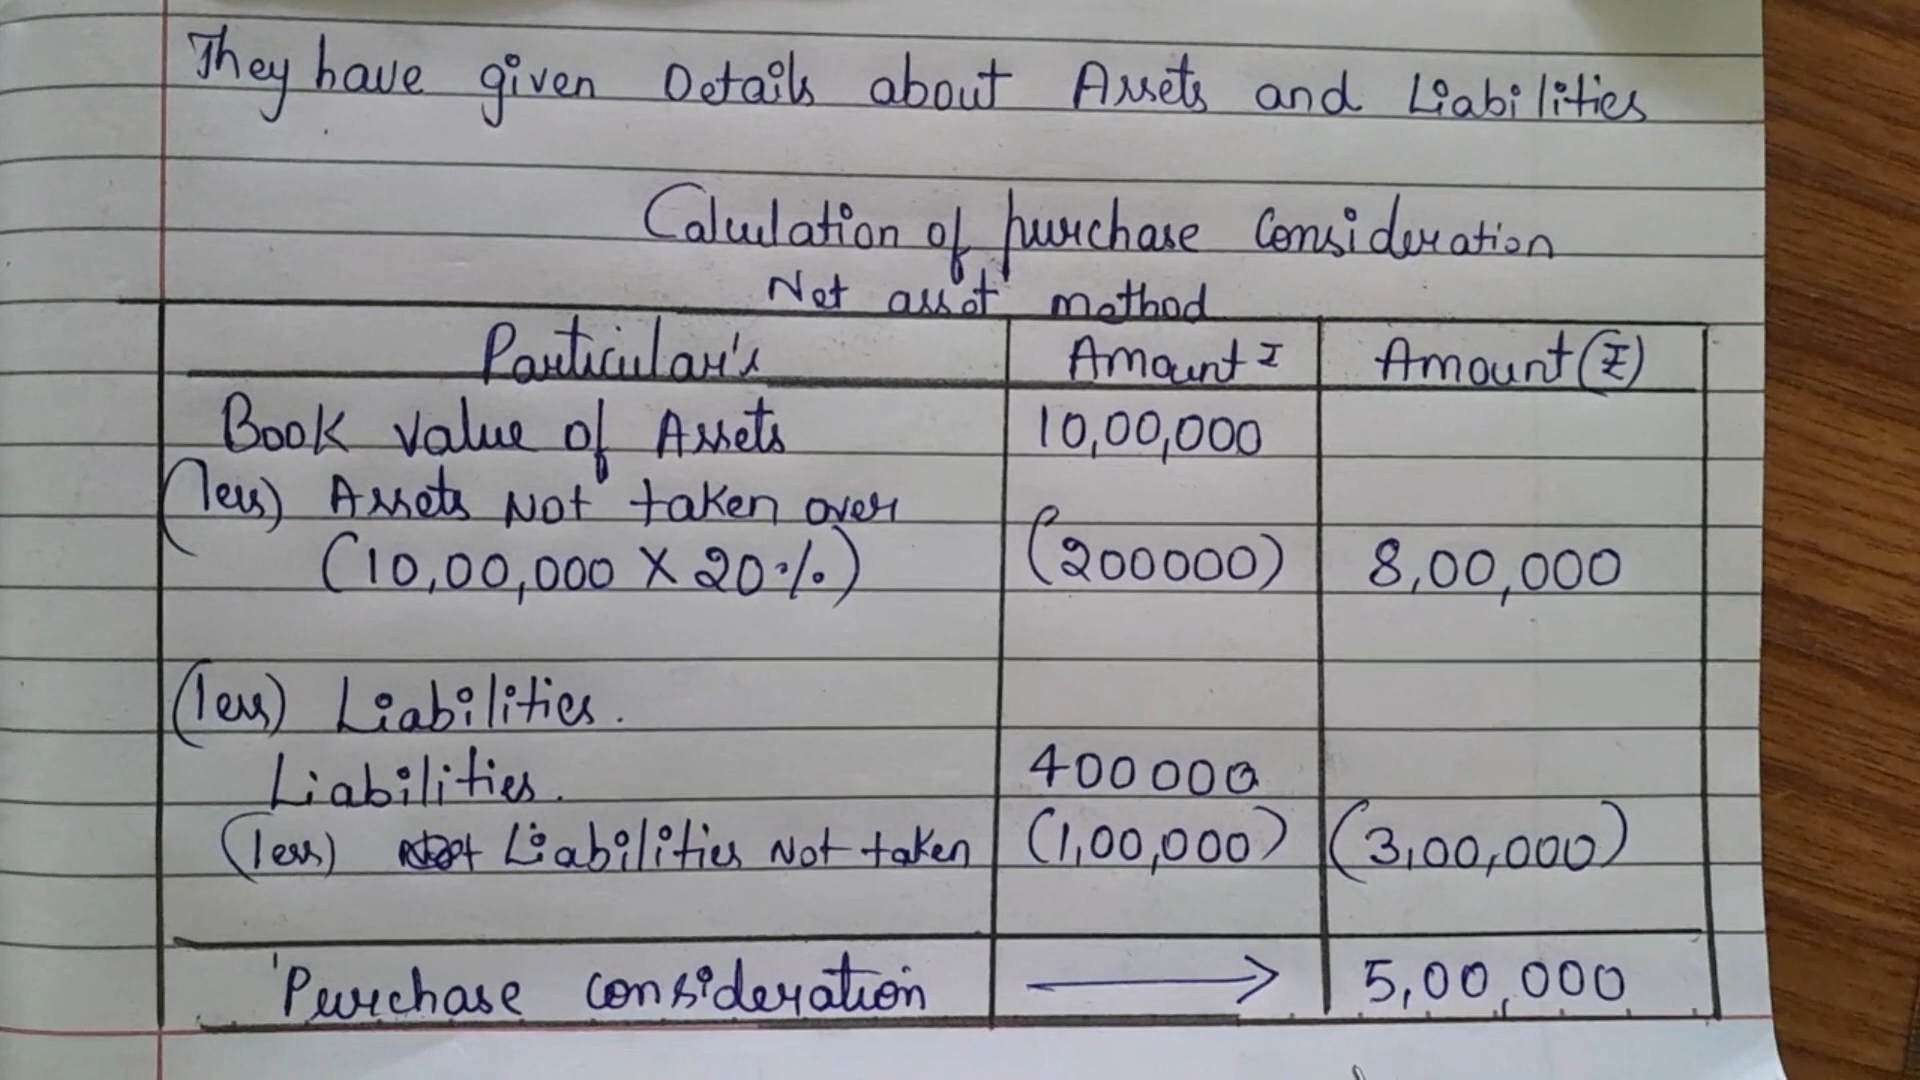 They have given Details about Assets and Liabilities
Calculation of purchase Consideration
Net asset method
Particular's Amount ₹ Amount (₹)
Book value of Assets 10,00,000
(less) Assets Not taken over
(10,00,000 X 20%) (200000) 8,00,000
(less) Liabilities.
Liabilities. 400000
(less) Liabilities Not taken (1,00,000) (3,00,000)
Purchase consideration → 5,00,000